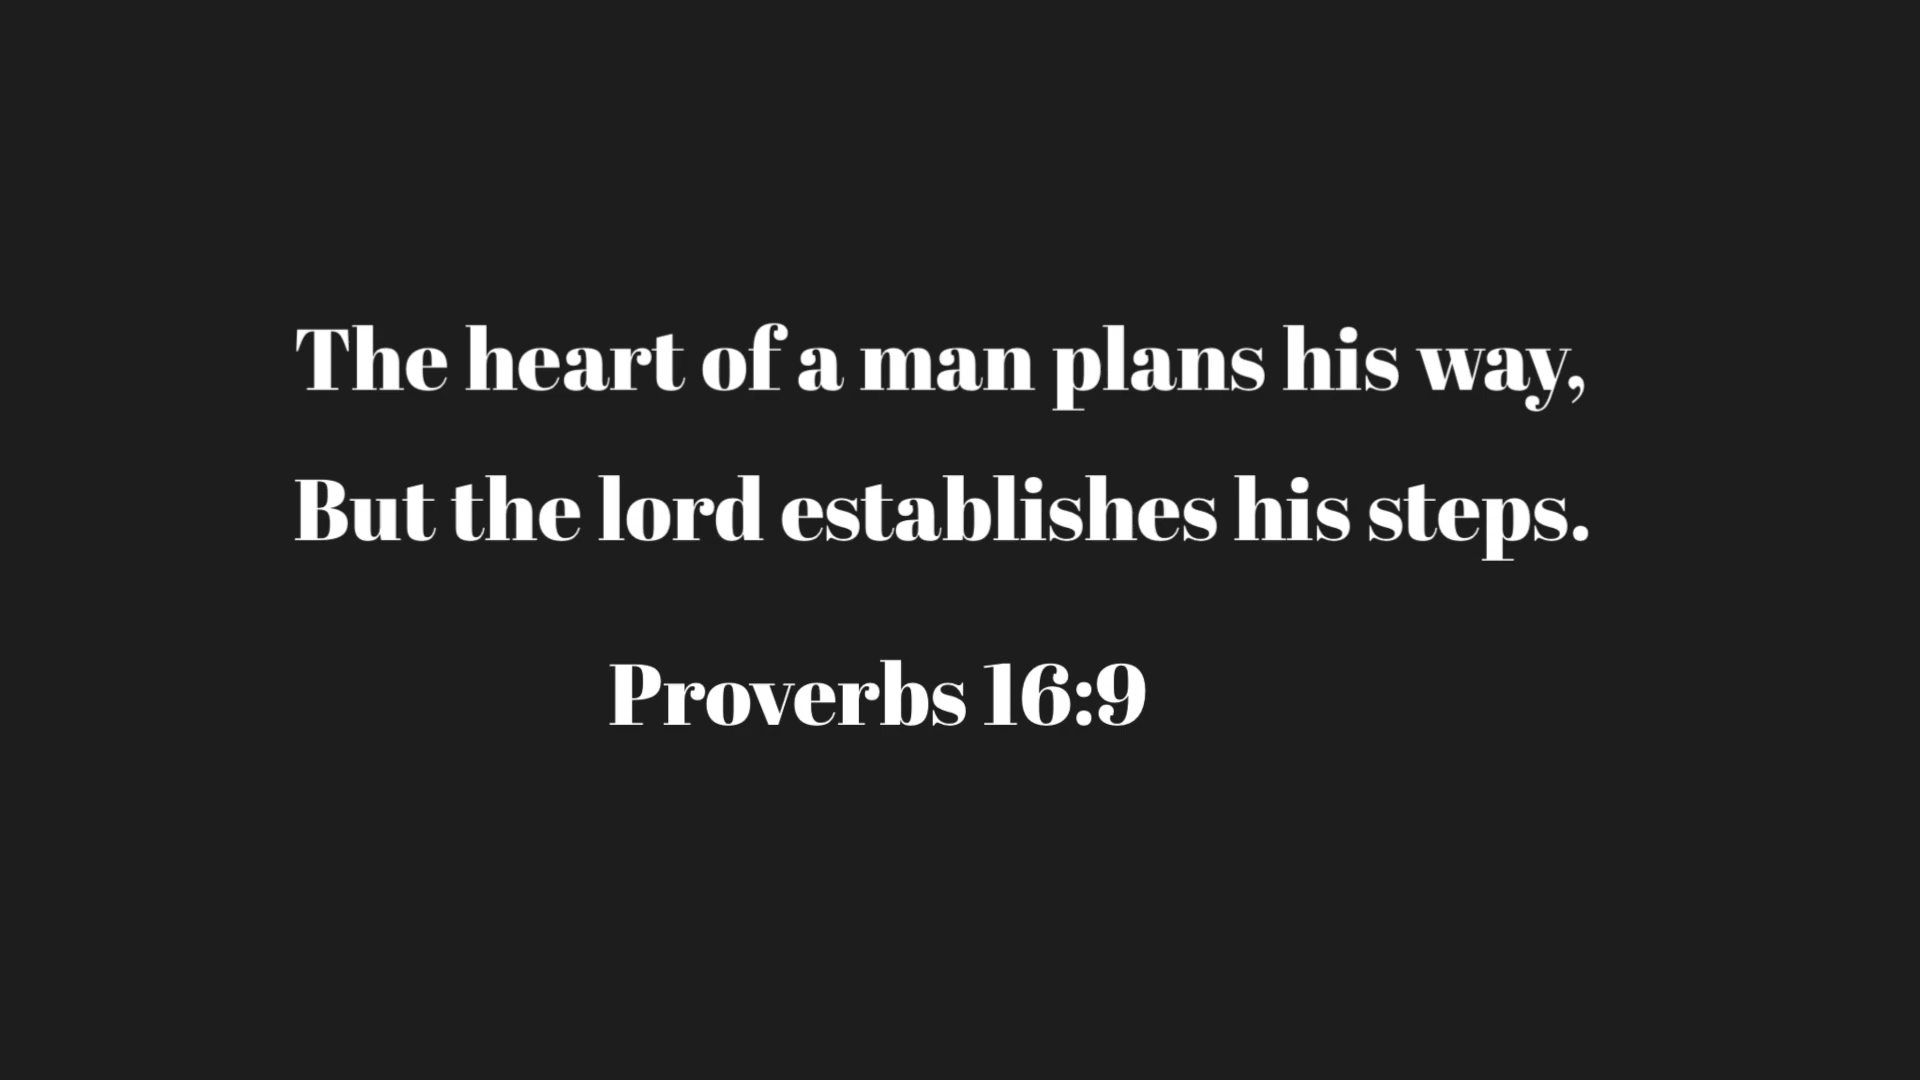 The heart of a man plans his way,
But the lord establishes his steps.
Proverbs 16:9